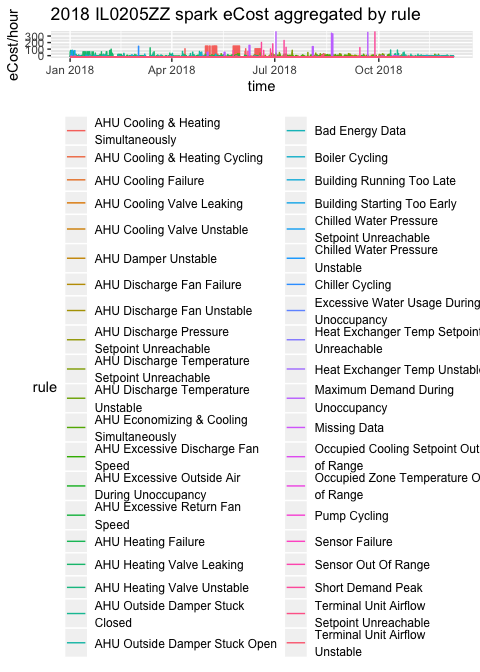 2018 IL0205ZZ spark eCost aggregated by rule
eCost/hour
300
200
100
0
Jan 2018 Apr 2018 Jul 2018 Oct 2018
time
rule
AHU Cooling & Heating
Simultaneously
AHU Cooling & Heating Cycling
AHU Cooling Failure
AHU Cooling Valve Leaking
AHU Cooling Valve Unstable
AHU Damper Unstable
AHU Discharge Fan Failure
AHU Discharge Fan Unstable
AHU Discharge Pressure
Setpoint Unreachable
AHU Discharge Temperature
Setpoint Unreachable
AHU Discharge Temperature
Unstable
AHU Economizing & Cooling
Simultaneously
AHU Excessive Discharge Fan
Speed
AHU Excessive Outside Air
During Unoccupancy
AHU Excessive Return Fan
Speed
AHU Heating Failure
AHU Heating Valve Leaking
AHU Heating Valve Unstable
AHU Outside Damper Stuck
Closed
AHU Outside Damper Stuck Open
Bad Energy Data
Boiler Cycling
Building Running Too Late
Building Starting Too Early
Chilled Water Pressure
Setpoint Unreachable
Chilled Water Pressure
Unstable
Chiller Cycling
Excessive Water Usage During
Unoccupancy
Heat Exchanger Temp Setpoint
Unreachable
Heat Exchanger Temp Unstable
Maximum Demand During
Unoccupancy
Missing Data
Occupied Cooling Setpoint Out
of Range
Occupied Zone Temperature O
of Range
Pump Cycling
Sensor Failure
Sensor Out Of Range
Short Demand Peak
Terminal Unit Airflow
Setpoint Unreachable
Terminal Unit Airflow
Unstable